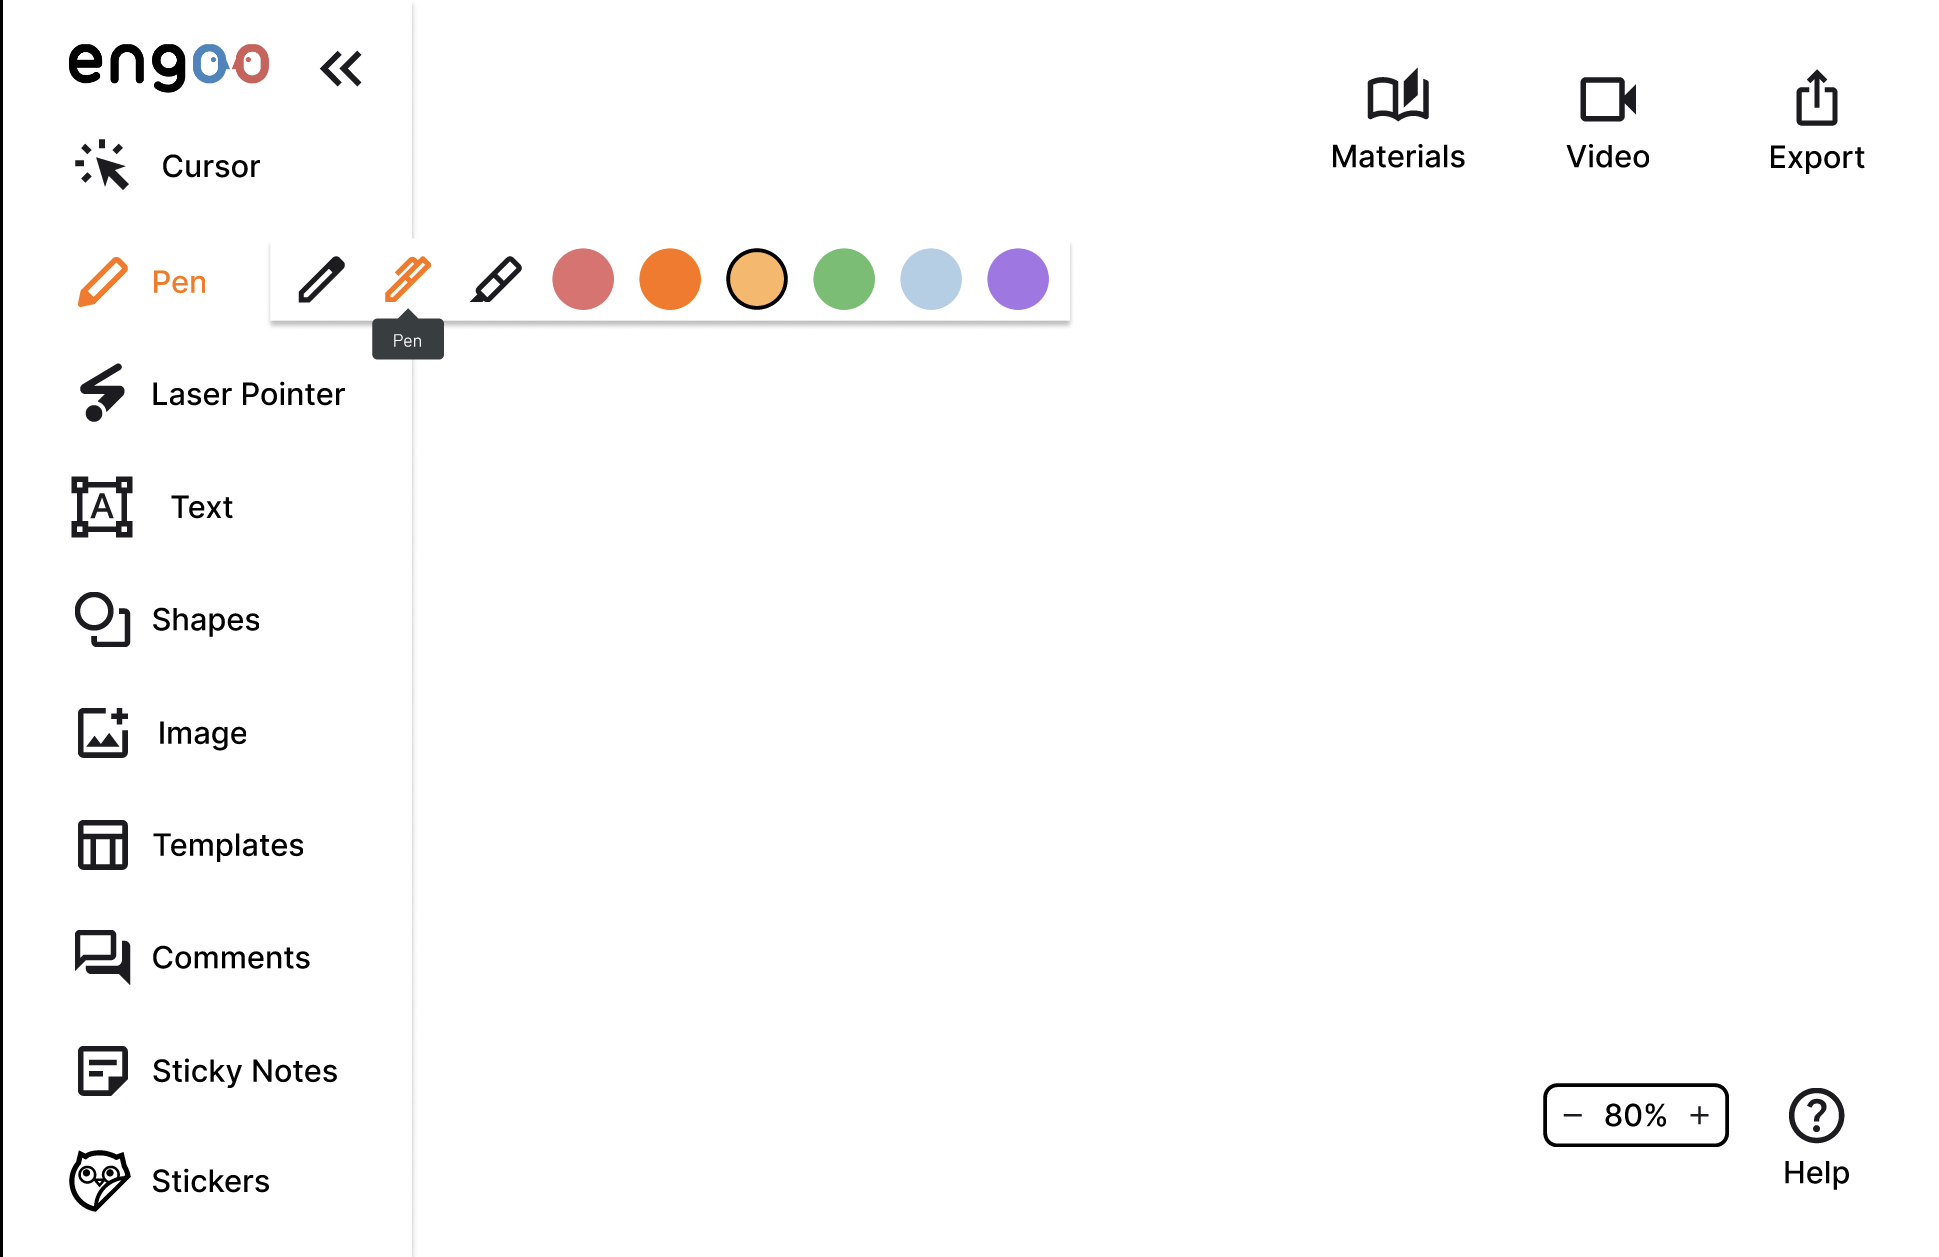 engoo
Cursor
Pen
Pen
Laser Pointer
A
Text
Shapes
Image
Templates
Comments
Sticky Notes
Stickers
Materials
Video
Export
− 80% +
?
Help